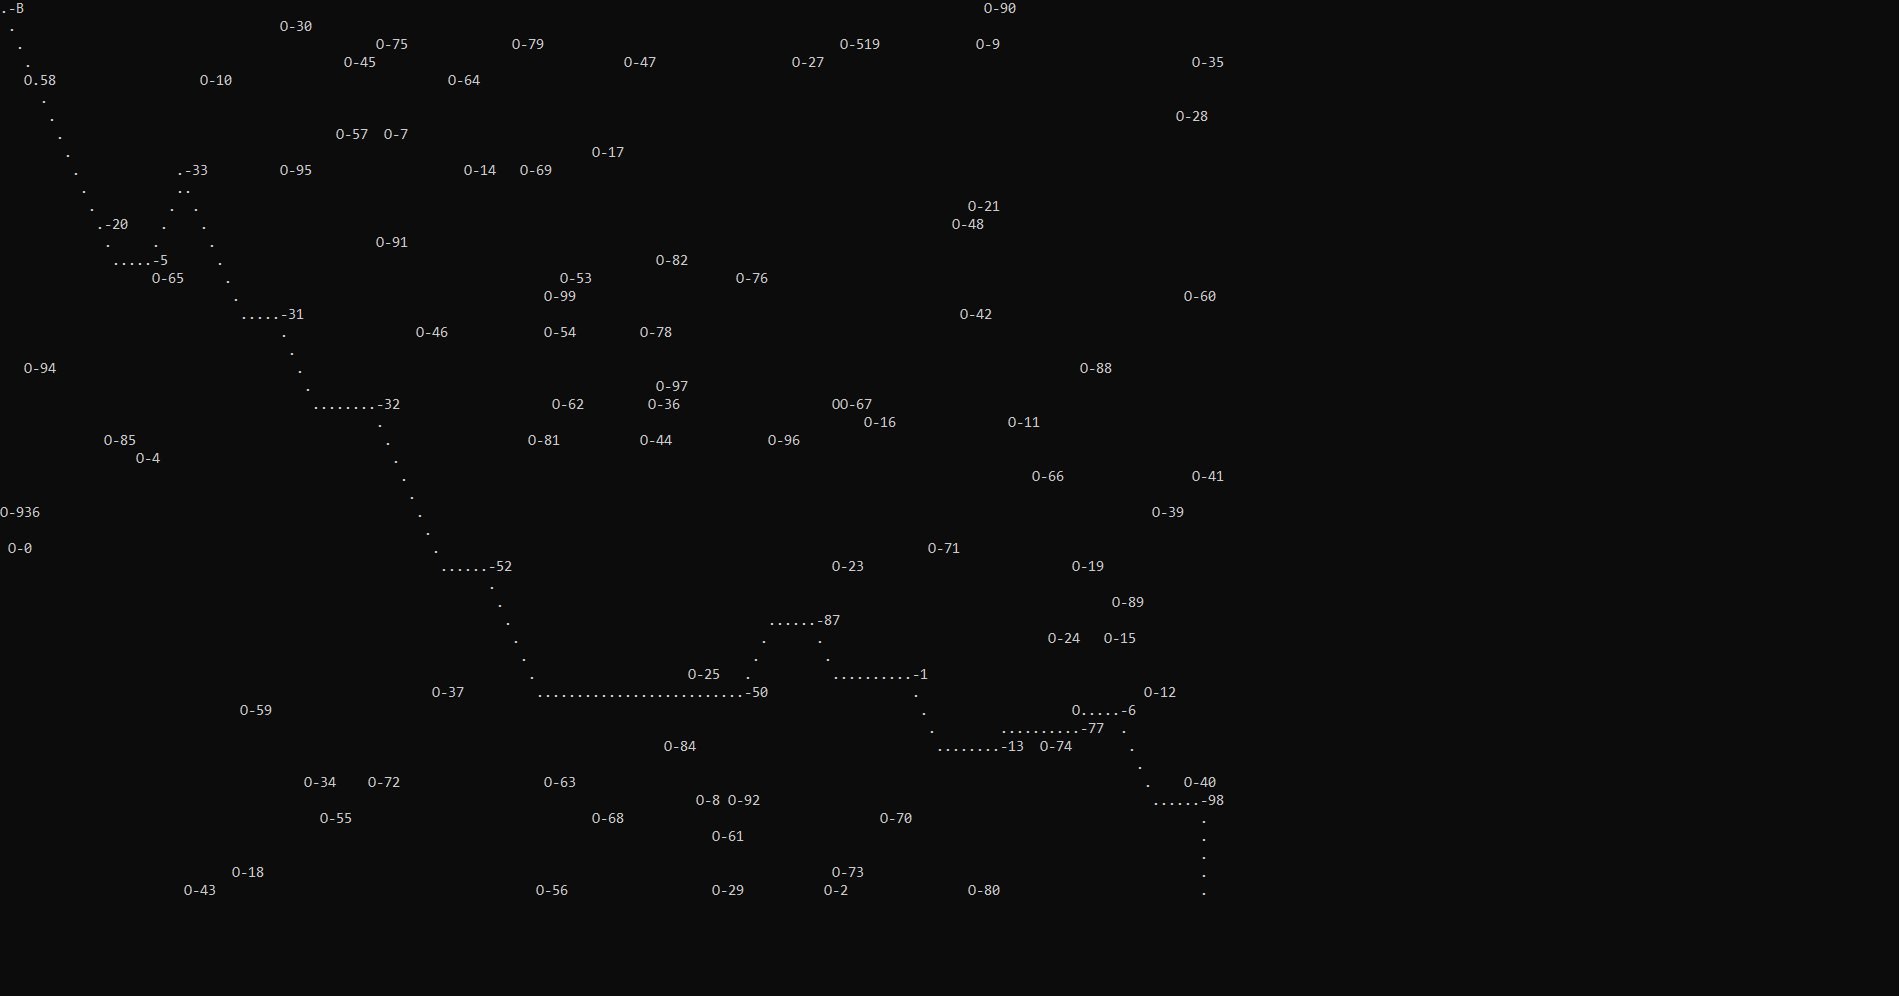 .-B O-90
.
O-30
. O-75 O-79 O-519 O-9
. O-45 O-47 O-27 O-35
O.58 O-10 O-64
.
. O-28
. O-57 O-7
. O-17
. .-33 O-95 O-14 O-69
. ..
. . . O-21
.-20 . . O-48
. . . O-91
.....-5 . O-82
O-65 . O-53 O-76
. O-99 O-60
.....-31 O-42
. O-46 O-54 O-78
.
O-94 . O-88
. O-97
........-32 O-62 O-36 OO-67
. O-16 O-11
O-85 . O-81 O-44 O-96
O-4 .
. O-66 O-41
.
O-936 . O-39
.
O-0 . O-71
......-52 O-23 O-19
.
. O-89
. ......-87
. . . O-24 O-15
. . .
. O-25 . ..........-1
O-37 ..........................-50 . O-12
O-59 . O.....-6
. ..........-77 .
O-84 ........-13 O-74 .
.
O-34 O-72 O-63 . O-40
O-8 O-92 ......-98
O-55 O-68 O-70 .
O-61 .
.
O-18 O-73 .
O-43 O-56 O-29 O-2 O-80 .